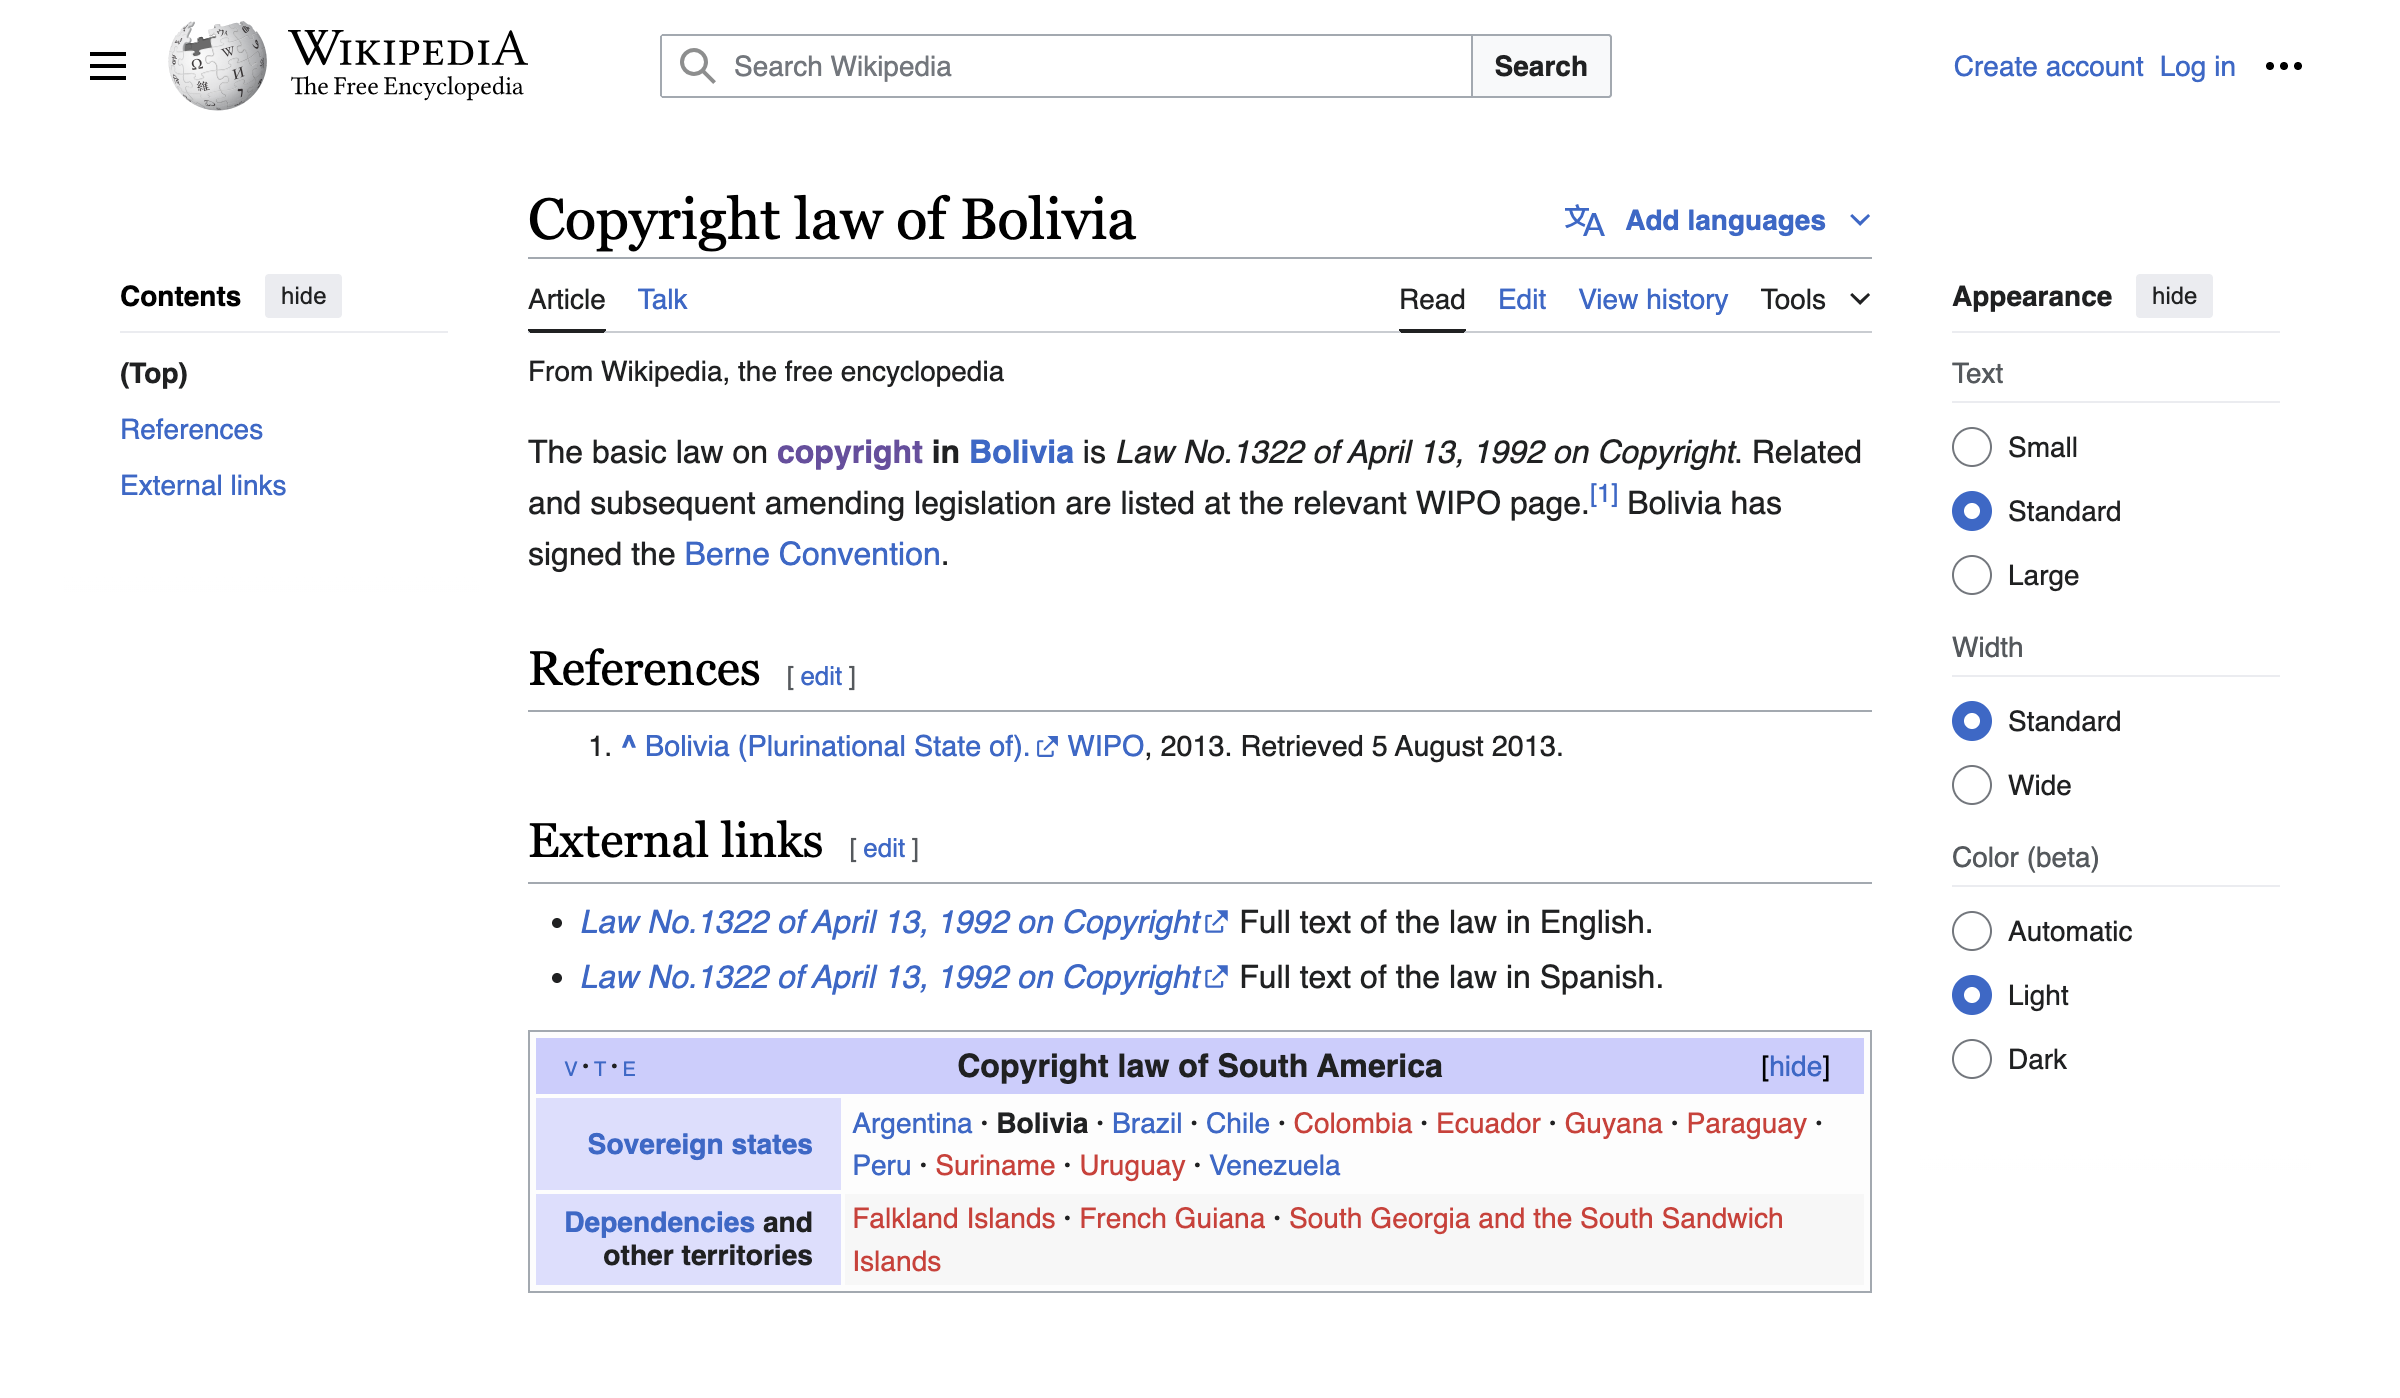 WIKIPEDIA
The Free Encyclopedia
Search Wikipedia
Search
Create account Log in
Copyright law of Bolivia
Add languages
Contents hide
(Top)
References
External links
Article Talk
Read Edit View history Tools
From Wikipedia, the free encyclopedia
The basic law on copyright in Bolivia is Law No.1322 of April 13, 1992 on Copyright. Related
and subsequent amending legislation are listed at the relevant WIPO page.[1] Bolivia has
signed the Berne Convention.
References [ edit ]
1. ^ Bolivia (Plurinational State of). WIPO, 2013. Retrieved 5 August 2013.
External links [ edit ]
• Law No.1322 of April 13, 1992 on Copyright Full text of the law in English.
• Law No.1322 of April 13, 1992 on Copyright Full text of the law in Spanish.
V · T · E Copyright law of South America [hide]
Sovereign states
Argentina · Bolivia · Brazil · Chile · Colombia · Ecuador · Guyana · Paraguay ·
Peru · Suriname · Uruguay · Venezuela
Dependencies and
other territories
Falkland Islands · French Guiana · South Georgia and the South Sandwich
Islands
Appearance hide
Text
Small
Standard
Large
Width
Standard
Wide
Color (beta)
Automatic
Light
Dark